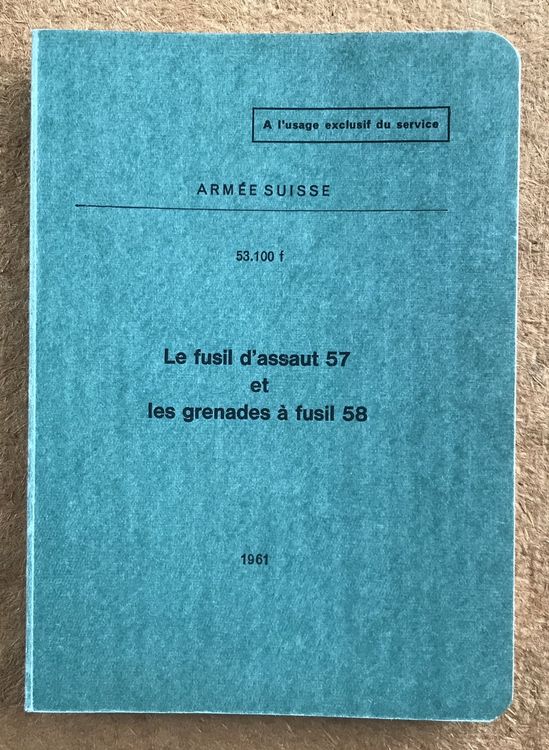 A l'usage exclusif du service
ARMÉE SUISSE
53.100 f
Le fusil d'assaut 57
et
les grenades à fusil 58
1961